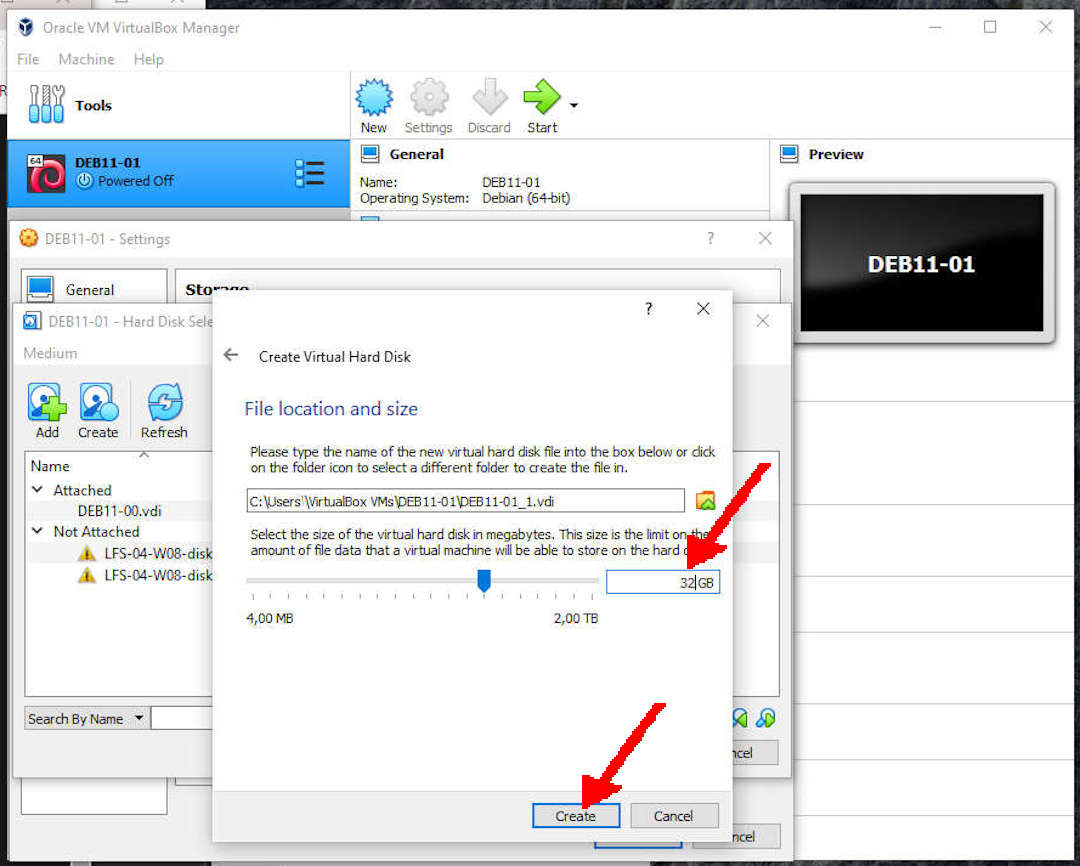 Oracle VM VirtualBox Manager
File Machine Help
Tools
New Settings Discard Start
64
DEB11-01
Powered Off
General
Name: DEB11-01
Operating System: Debian (64-bit)
Preview
DEB11-01
DEB11-01 - Settings ?
General
Storage
DEB11-01 - Hard Disk Sele
Medium
Add Create Refresh
Name
Attached
DEB11-00.vdi
Not Attached
LFS-04-W08-disk
LFS-04-W08-disk
Search By Name
?
Create Virtual Hard Disk
File location and size
Please type the name of the new virtual hard disk file into the box below or click
on the folder icon to select a different folder to create the file in.
C:\Users\\VirtualBox VMs\DEB11-01\DEB11-01_1.vdi
Select the size of the virtual hard disk in megabytes. This size is the limit on the
amount of file data that a virtual machine will be able to store on the hard
32 GB
4,00 MB 2,00 TB
Create Cancel
ncel
ncel